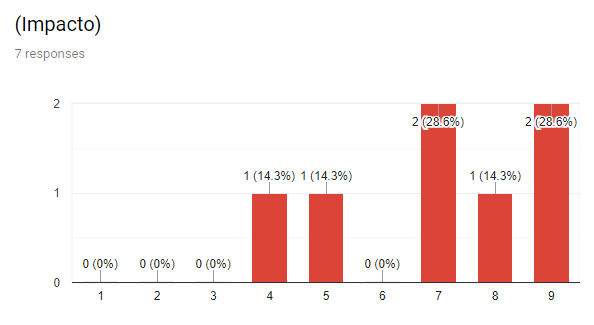 (Impacto)
7 responses
2
2 (28.6%) 2 (28.6%)
1 (14.3%) 1 (14.3%) 1 (14.3%)
1
0 (0%) 0 (0%) 0 (0%) 0 (0%)
0
1 2 3 4 5 6 7 8 9